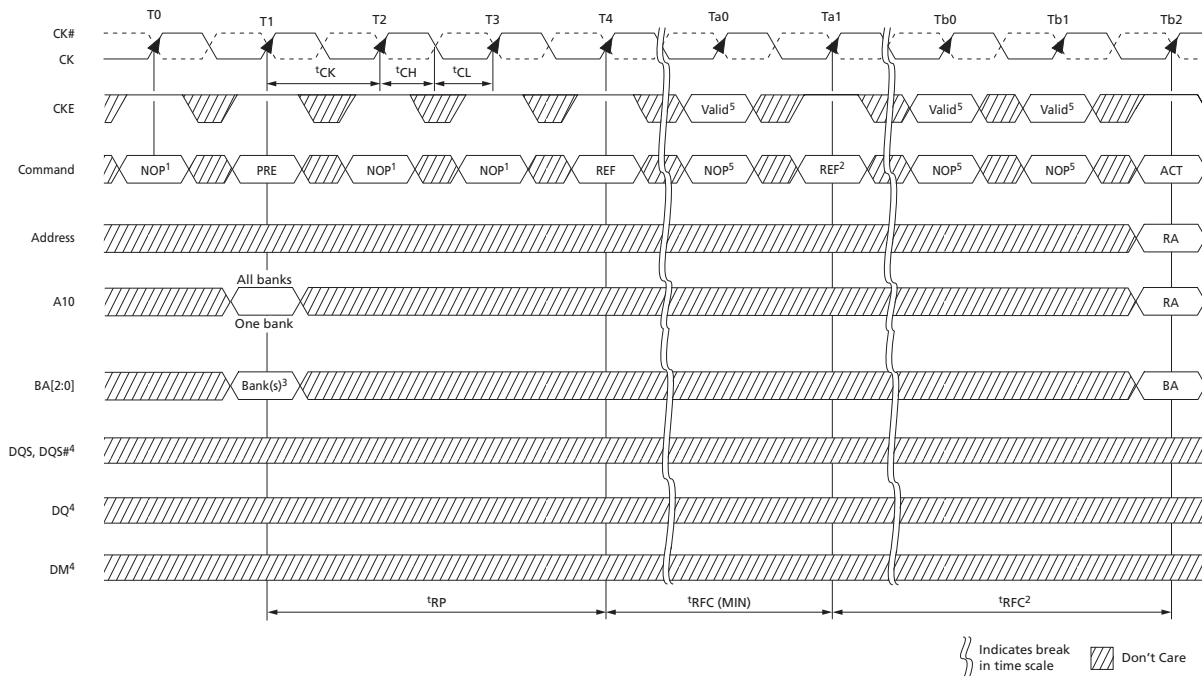 T0 T1 T2 T3 T4 Ta0 Ta1 Tb0 Tb1 Tb2
CK#
CK
tCK tCH tCL
CKE Valid5 Valid5 Valid5
Command NOP1 PRE NOP1 NOP1 REF NOP5 REF2 NOP5 NOP5 ACT
Address RA
All banks
A10 RA
One bank
BA[2:0] Bank(s)3 BA
DQS, DQS#4
DQ4
DM4
tRP tRFC (MIN) tRFC2
Indicates break
in time scale
Don't Care